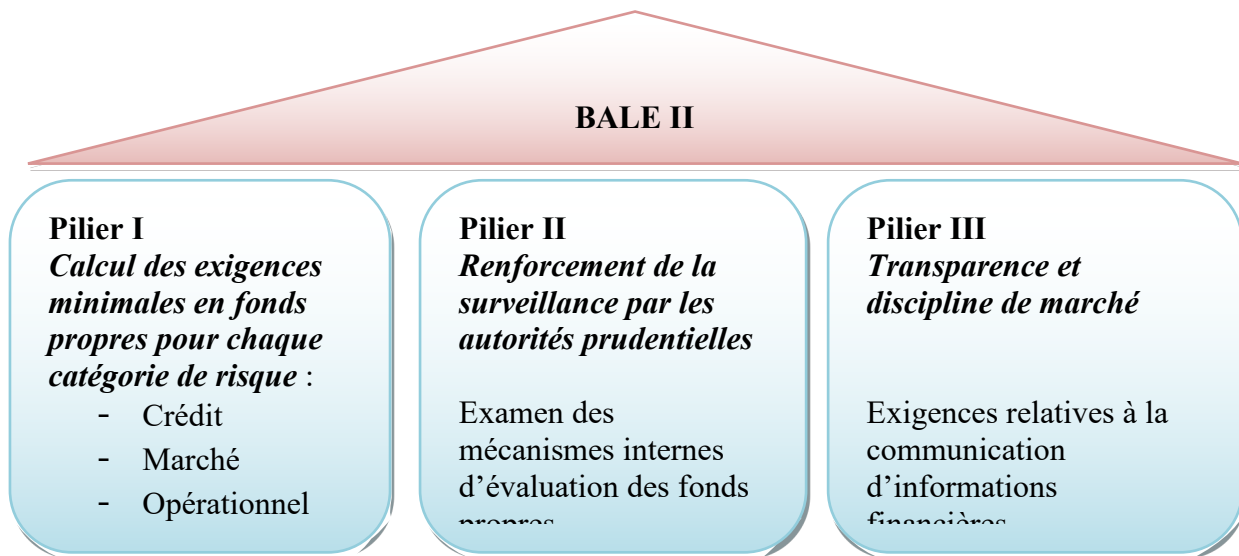 BALE II
Pilier I
Calcul des exigences
minimales en fonds
propres pour chaque
catégorie de risque :
- Crédit
- Marché
- Opérationnel
Pilier II
Renforcement de la
surveillance par les
autorités prudentielles
Examen des
mécanismes internes
d’évaluation des fonds
propres
Pilier III
Transparence et
discipline de marché
Exigences relatives à la
communication
d’informations
financières